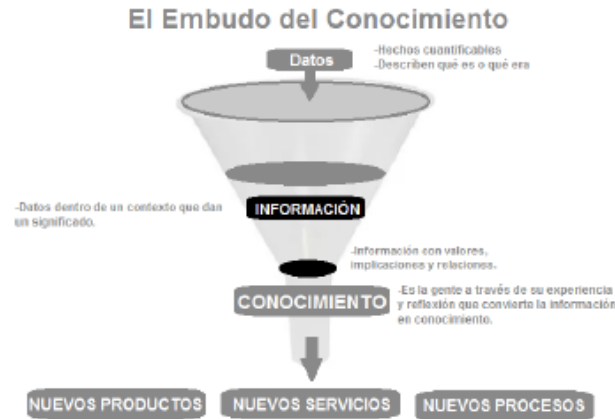 El Embudo del Conocimiento
Datos
-Hechos cuantificables
-Describen qué es o qué era
-Datos dentro de un contexto que dan
un significado.
INFORMACIÓN
-Información con valores,
implicaciones y relaciones.
CONOCIMIENTO
-Es la gente a través de su experiencia
y reflexión que convierte la información
en conocimiento.
NUEVOS PRODUCTOS
NUEVOS SERVICIOS
NUEVOS PROCESOS